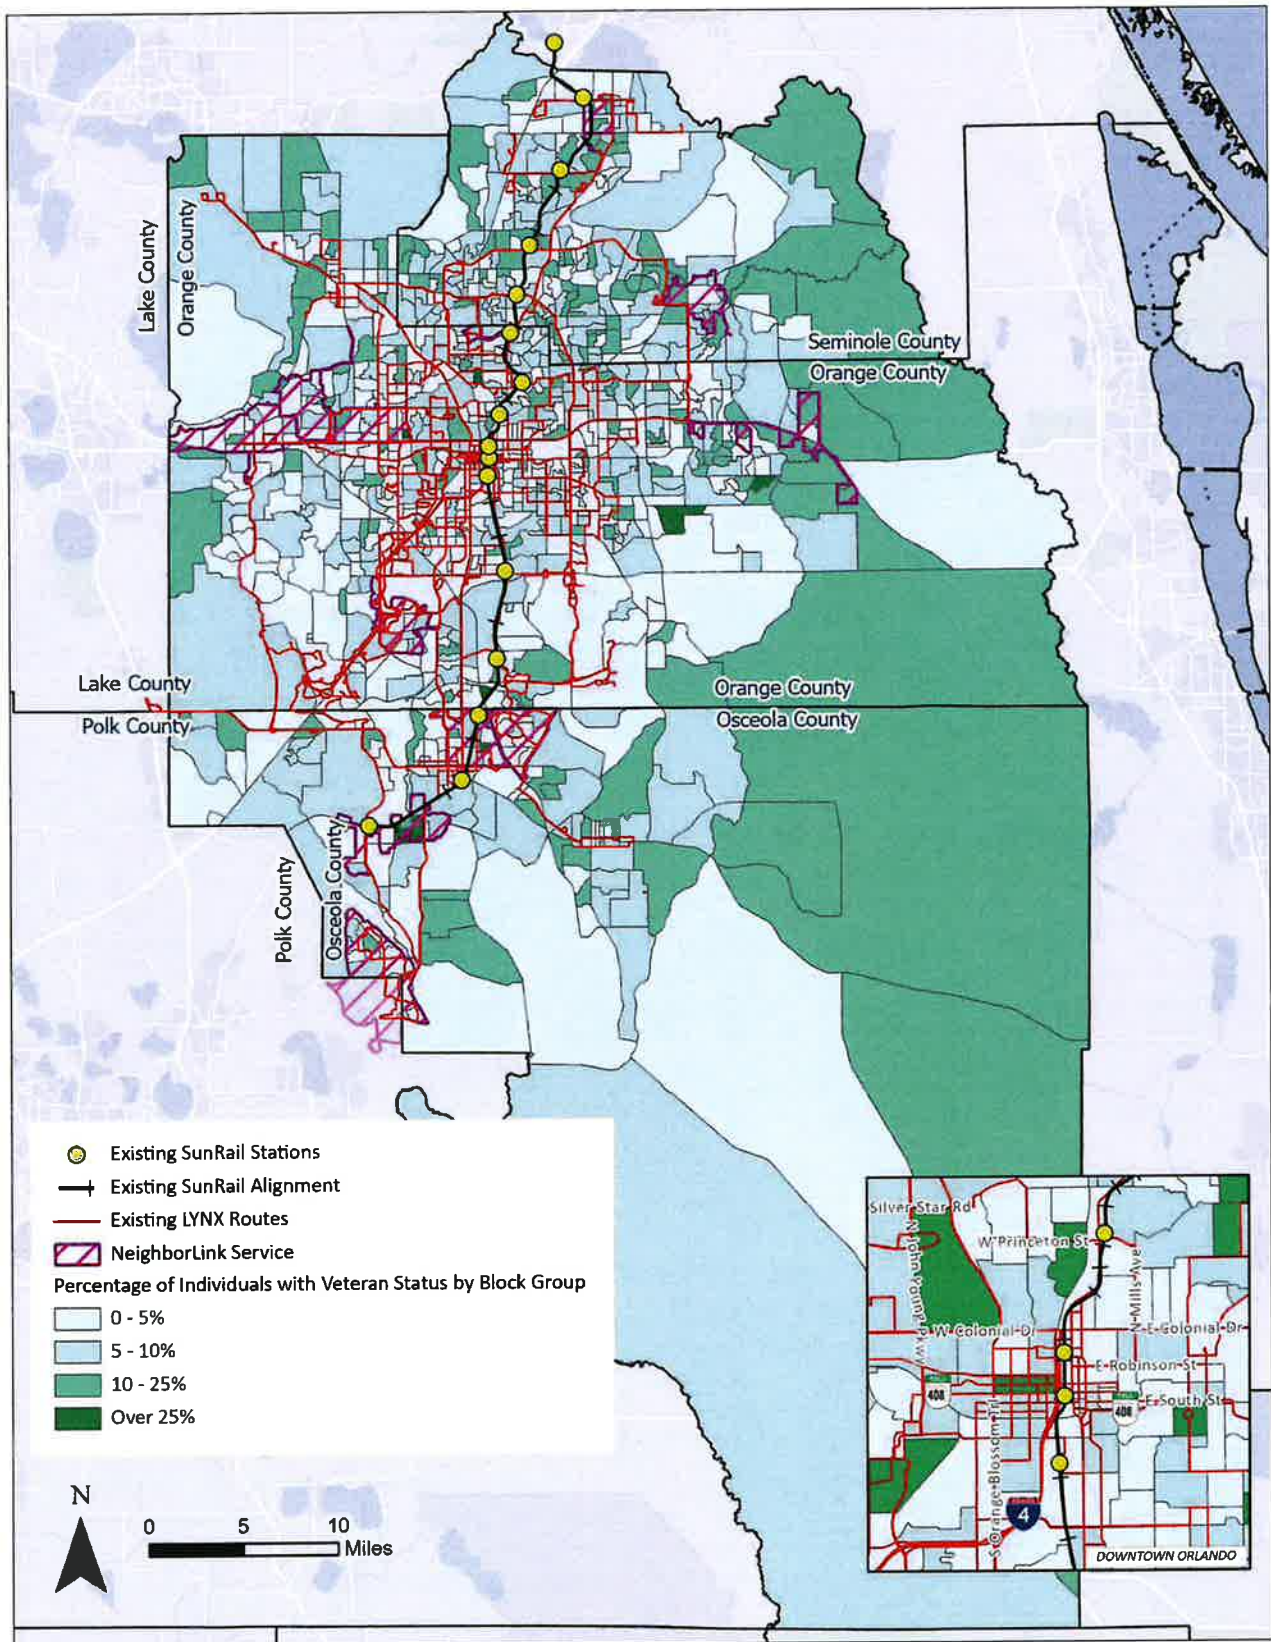 Lake County
Orange County
Seminole County
Orange County
Lake County
Polk County
Orange County
Osceola County
Polk County
Osceola County
Existing SunRail Stations
Existing SunRail Alignment
Existing LYNX Routes
NeighborLink Service
Percentage of Individuals with Veteran Status by Block Group
0 - 5%
5 - 10%
10 - 25%
Over 25%
N
0 5 10
Miles
Silver Star Rd
N John Young Pkwy
W Princeton St
N Mills Ave
W Colonial Dr
E Colonial Dr
E Robinson St
408
408
E South St
S Orange Blossom Trl
4
DOWNTOWN ORLANDO